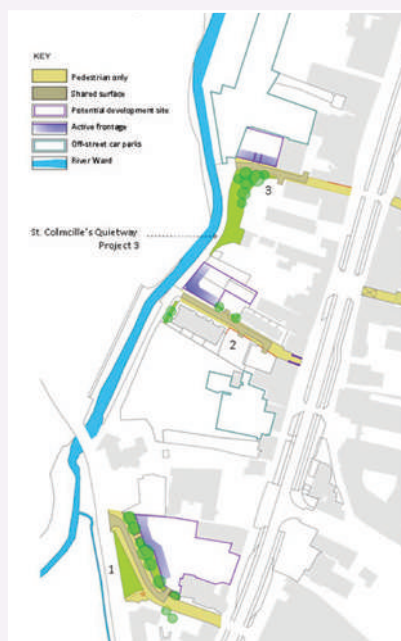 KEY
Pedestrian only
Shared surface
Potential development site
Active frontage
Off-street car parks
River Ward
3
St. Colmcille's Quietway
Project 3
2
1